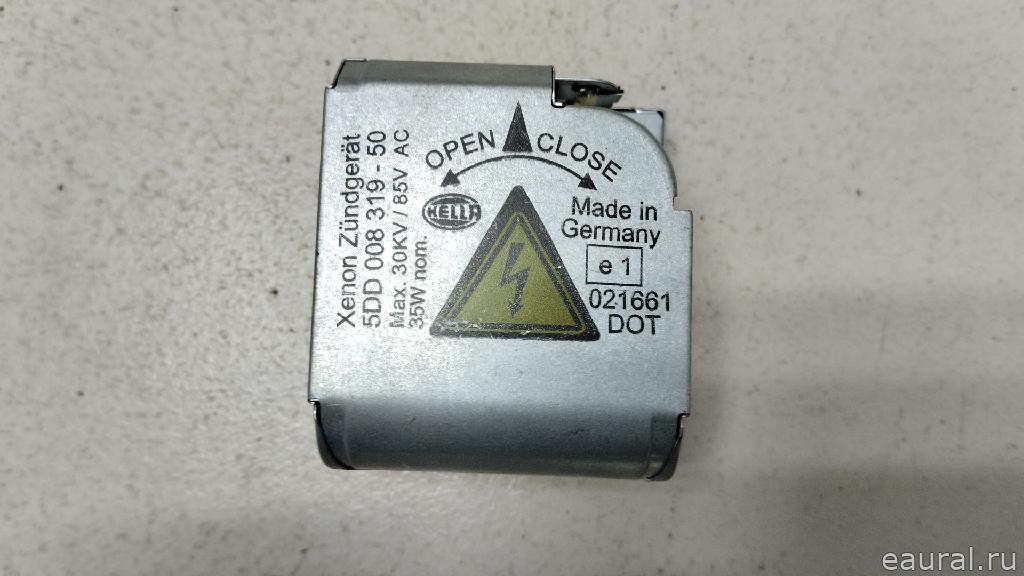 Xenon Zündgerät
5DD 008 319 - 50
Max. 30KV / 85V AC
35W nom.
OPEN CLOSE
HELLA
Made in
Germany
e 1
021661
DOT
eaural.ru